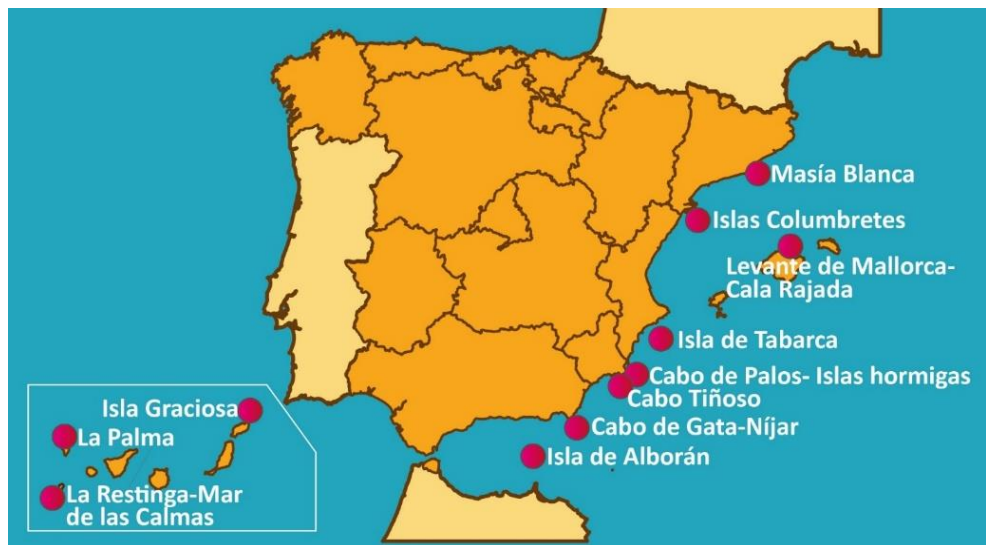 Masía Blanca
Islas Columbretes
Levante de Mallorca-
Cala Rajada
Isla de Tabarca
Cabo de Palos- Islas hormigas
Cabo Tiñoso
Isla Graciosa
Cabo de Gata-Níjar
La Palma
Isla de Alborán
La Restinga-Mar
de las Calmas